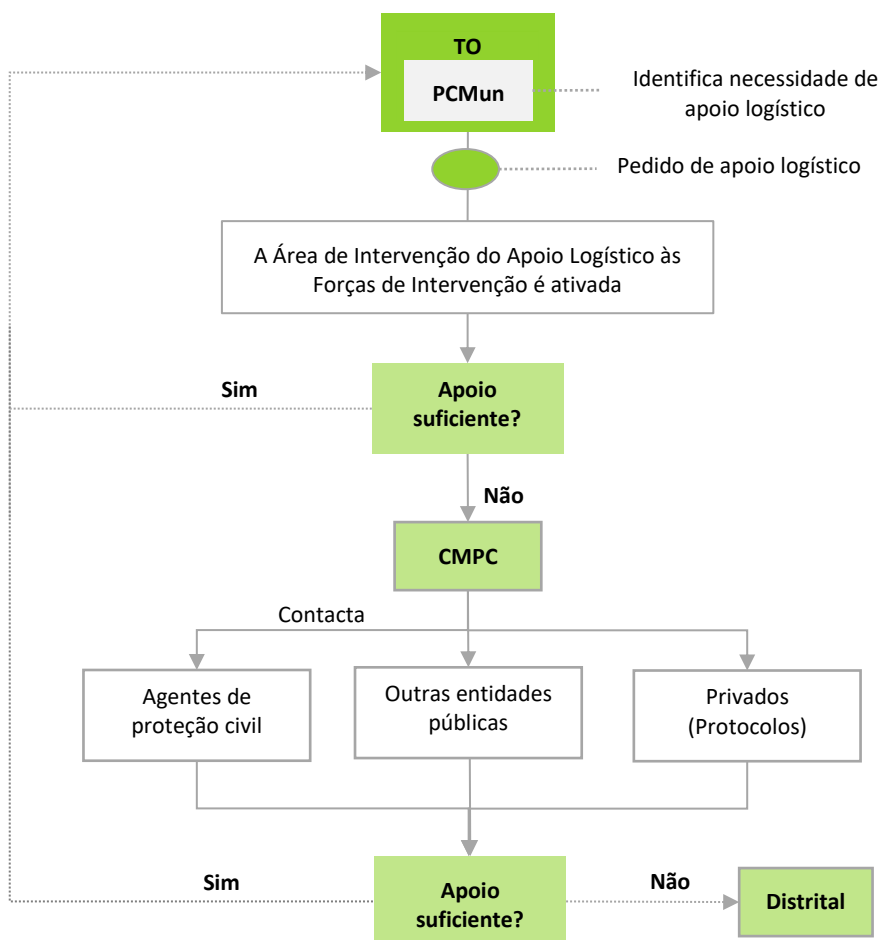 TO
PCMun
Identifica necessidade de
apoio logístico
Pedido de apoio logístico
A Área de Intervenção do Apoio Logístico às
Forças de Intervenção é ativada
Sim
Apoio
suficiente?
Não
CMPC
Contacta
Agentes de
proteção civil
Outras entidades
públicas
Privados
(Protocolos)
Sim
Apoio
suficiente?
Não
Distrital